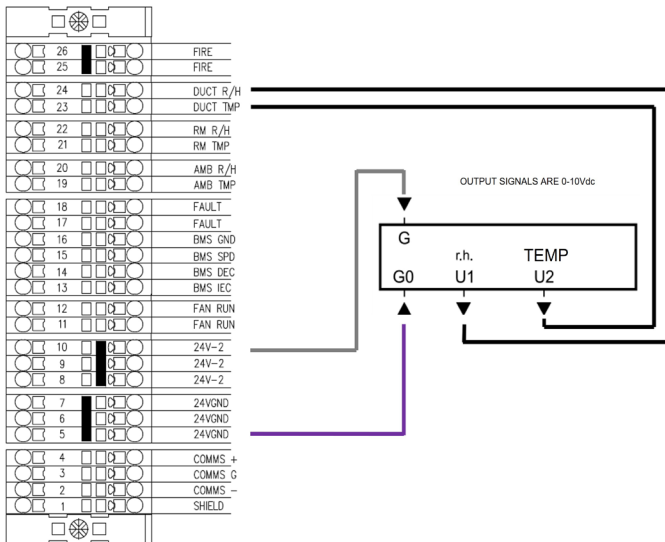 26 FIRE
25 FIRE
24 DUCT R/H
23 DUCT TMP
22 RM R/H
21 RM TMP
20 AMB R/H
19 AMB TMP
18 FAULT
17 FAULT
16 BMS GND
15 BMS SPD
14 BMS DEC
13 BMS IEC
12 FAN RUN
11 FAN RUN
10 24V-2
9 24V-2
8 24V-2
7 24VGND
6 24VGND
5 24VGND
4 COMMS +
3 COMMS G
2 COMMS -
1 SHIELD
OUTPUT SIGNALS ARE 0-10Vdc
G
r.h. TEMP
G0 U1 U2